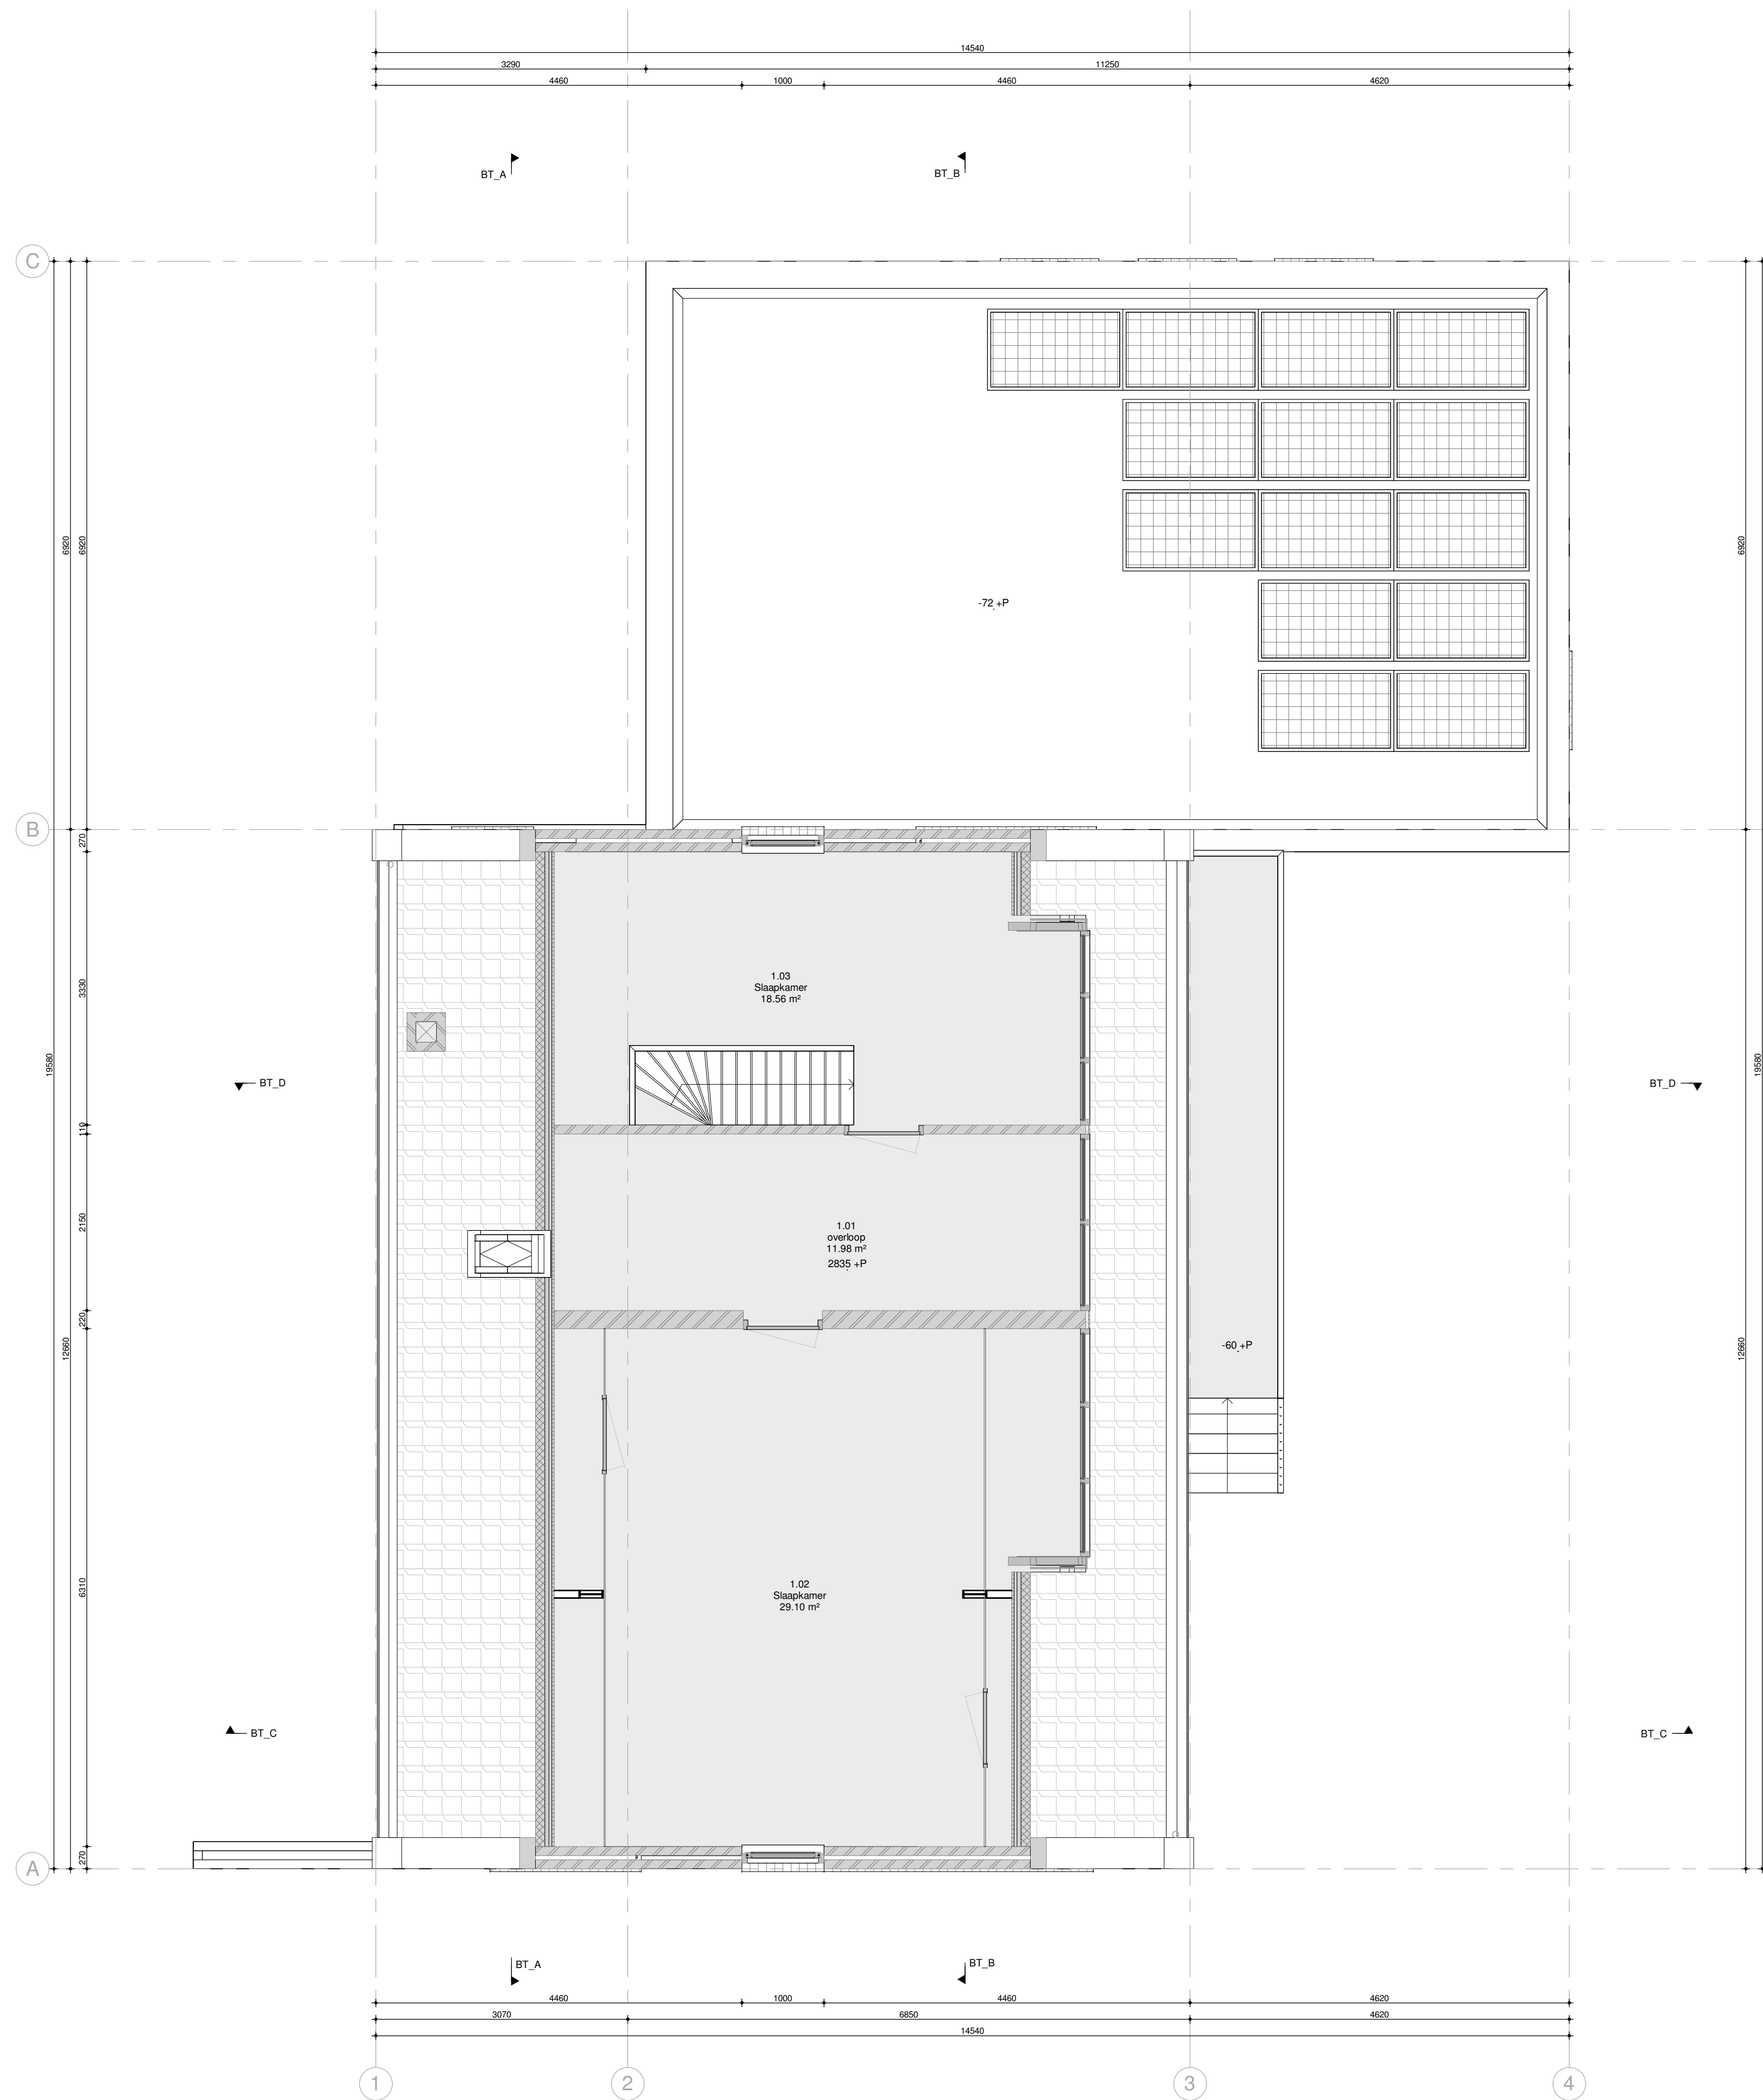 14540
3290
11250
4460
1000
4460
4620
BT_A
BT_B
C
6920
6920
6920
-72 +P
B
270
3330
1.03
Slaapkamer
18.56 m²
19580
19580
BT_D
BT_D
110
2150
1.01
overloop
11.98 m²
2835 +P
220
12660
12660
-60 +P
6310
1.02
Slaapkamer
29.10 m²
BT_C
BT_C
270
A
BT_A
BT_B
4460
1000
4460
4620
3070
6850
4620
14540
1
2
3
4